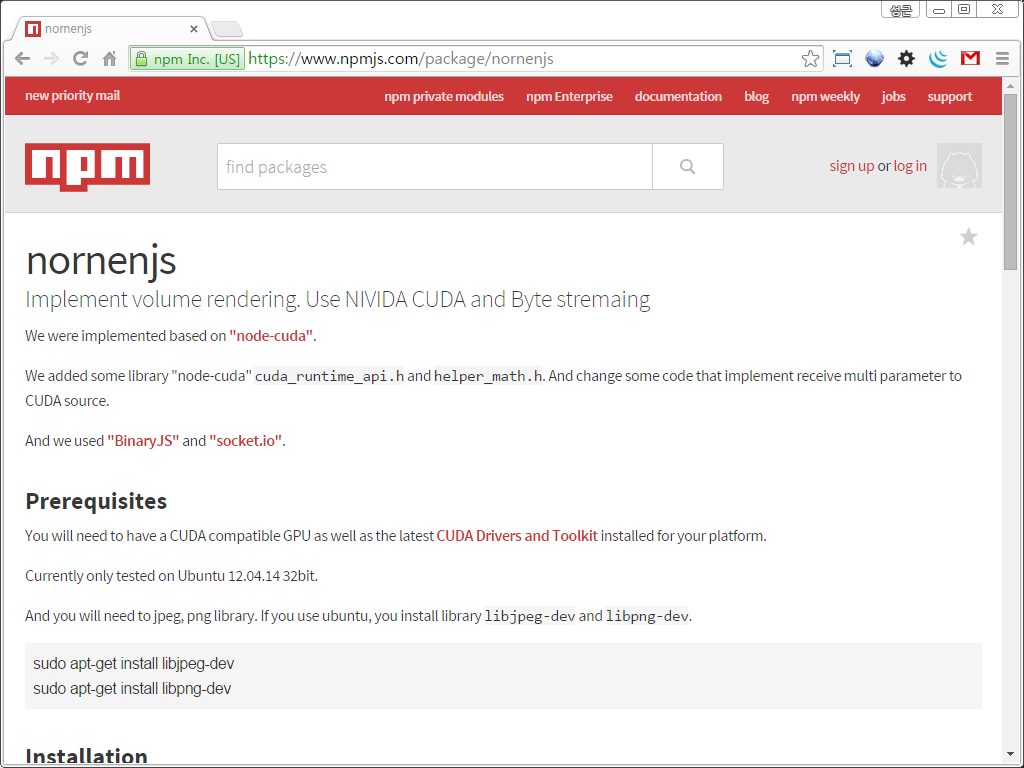 성근
nornenjs
npm Inc. [US] https://www.npmjs.com/package/nornenjs
new priority mail npm private modules npm Enterprise documentation blog npm weekly jobs support
npm find packages sign up or log in
nornenjs
Implement volume rendering. Use NIVIDA CUDA and Byte stremaing
We were implemented based on "node-cuda".
We added some library "node-cuda" cuda_runtime_api.h and helper_math.h. And change some code that implement receive multi parameter to
CUDA source.
And we used "BinaryJS" and "socket.io".
Prerequisites
You will need to have a CUDA compatible GPU as well as the latest CUDA Drivers and Toolkit installed for your platform.
Currently only tested on Ubuntu 12.04.14 32bit.
And you will need to jpeg, png library. If you use ubuntu, you install library libjpeg-dev and libpng-dev.
sudo apt-get install libjpeg-dev
sudo apt-get install libpng-dev
Installation